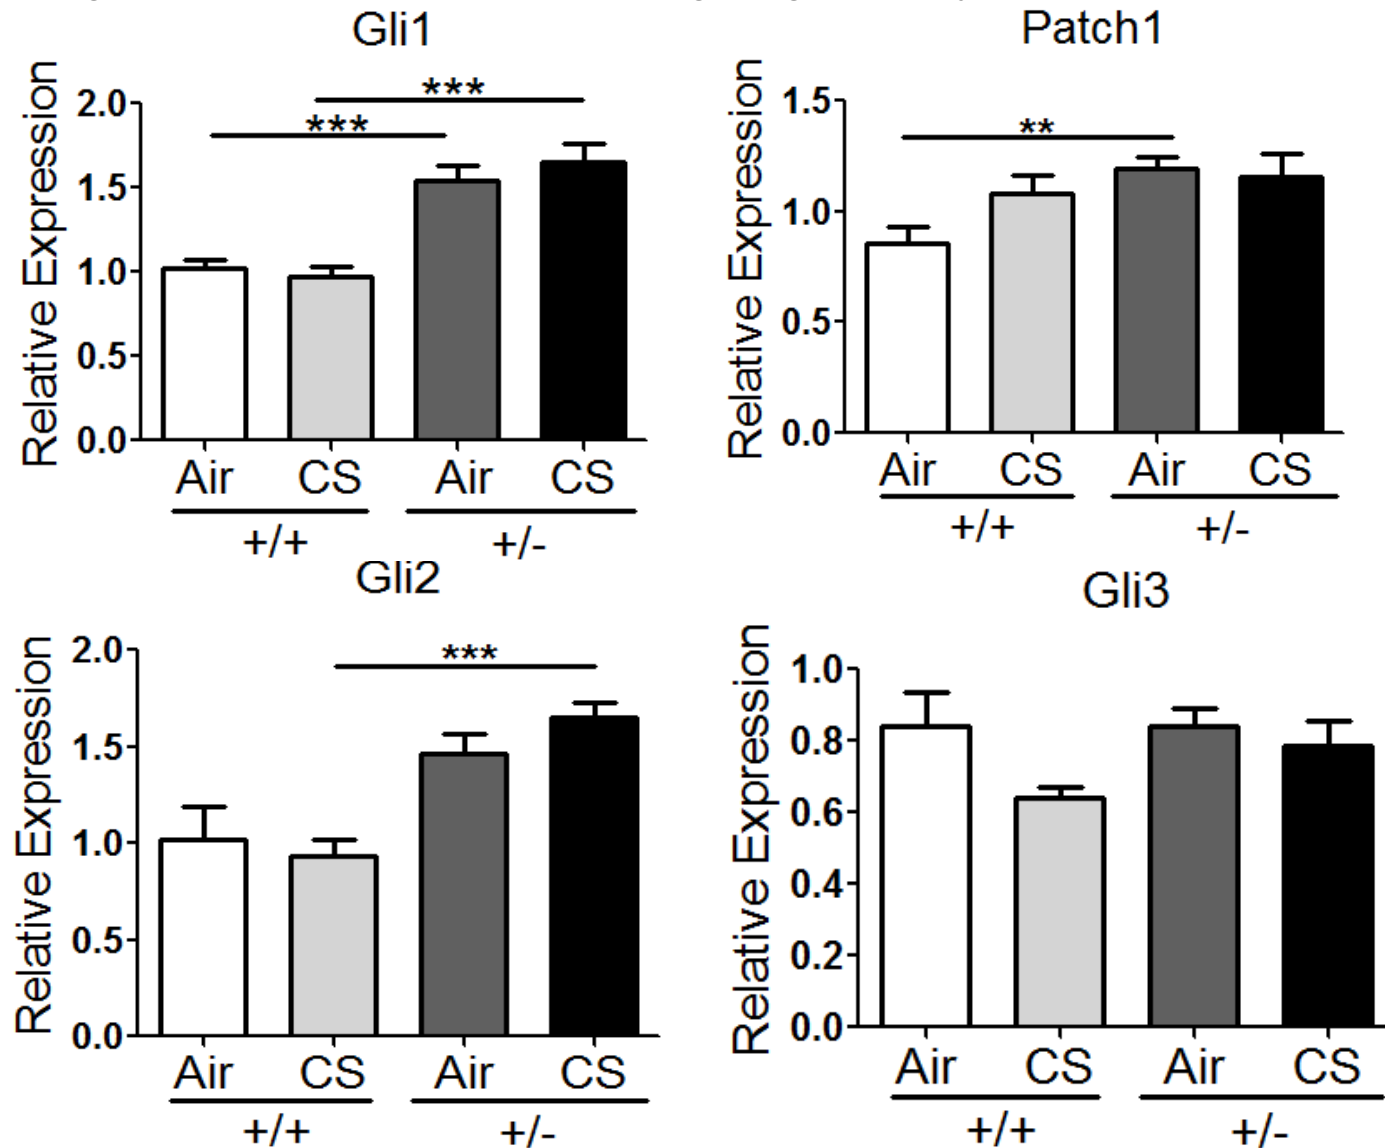 Gli1
Relative Expression
2.0
1.5
1.0
0.5
0.0
***
***
Air CS Air CS
+/+ +/-
Patch1
Relative Expression
1.5
1.0
0.5
0.0
**
Air CS Air CS
+/+ +/-
Gli2
Relative Expression
2.0
1.5
1.0
0.5
0.0
***
Air CS Air CS
+/+ +/-
Gli3
Relative Expression
1.0
0.8
0.6
0.4
0.2
0.0
Air CS Air CS
+/+ +/-